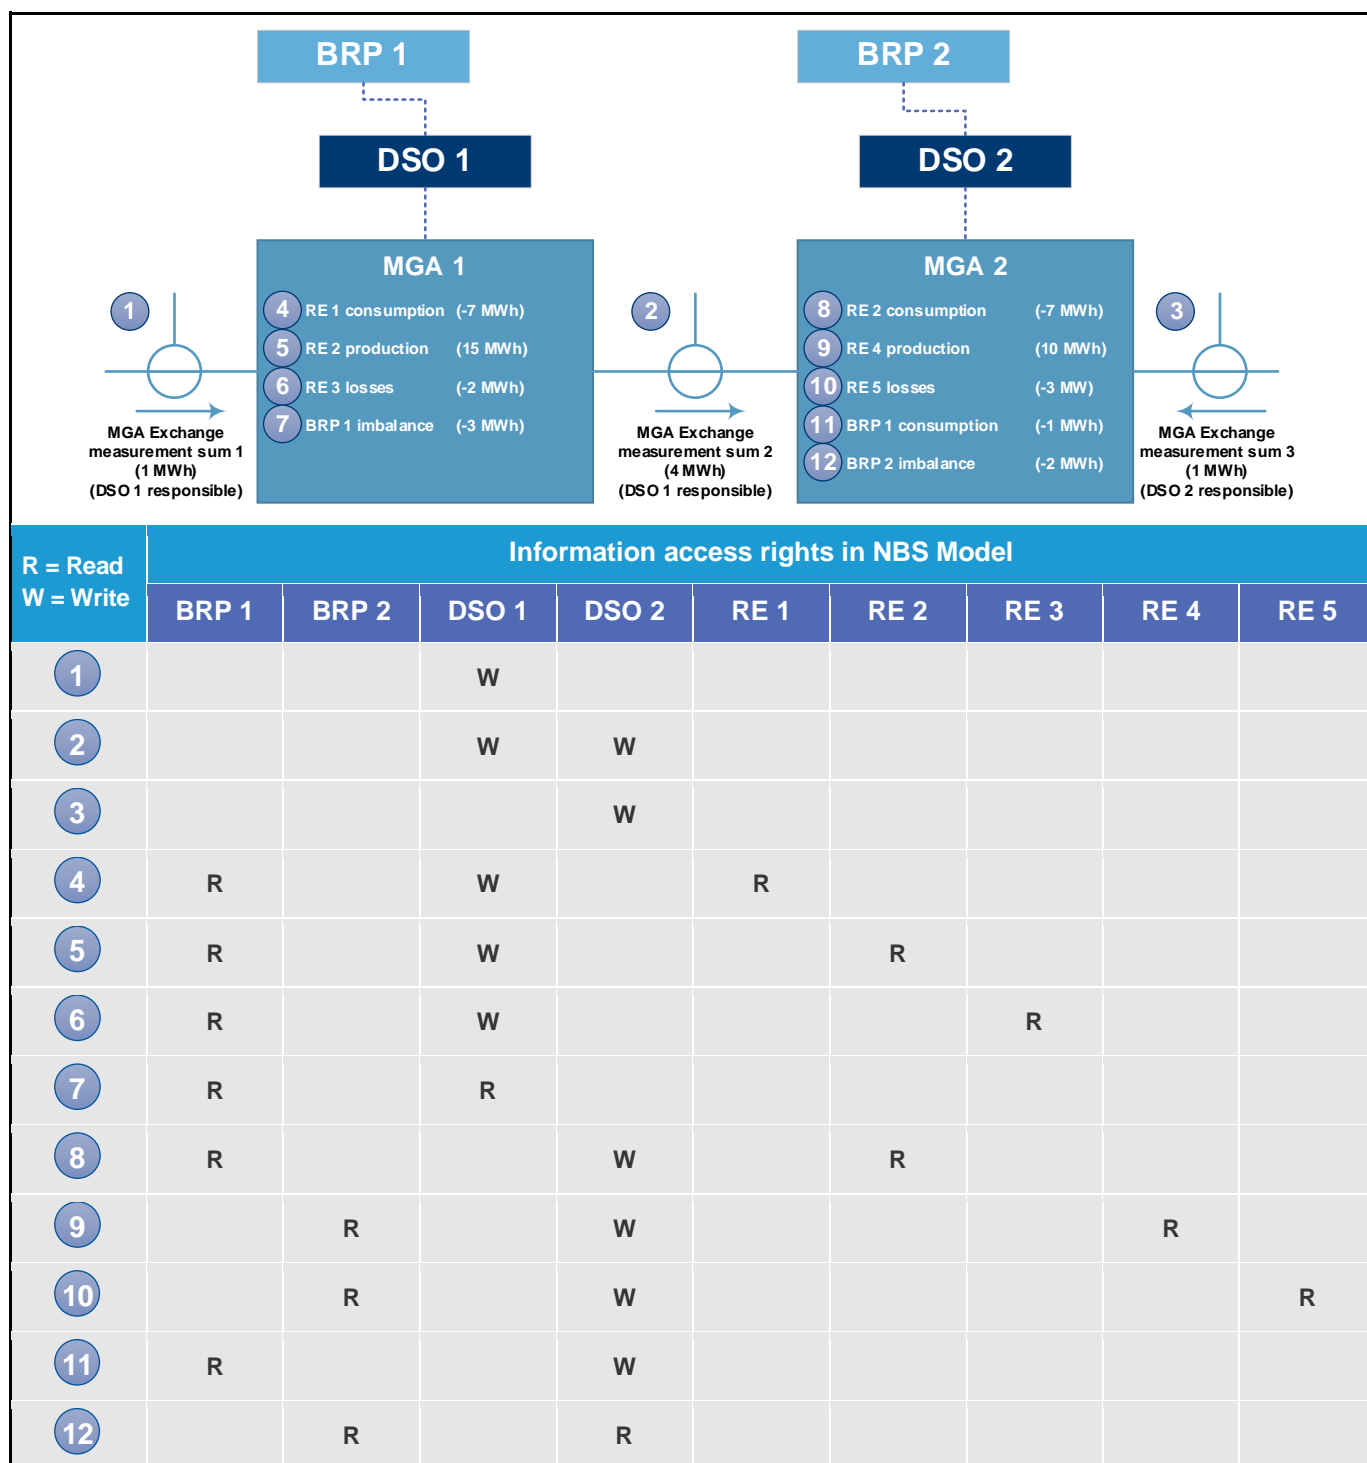 BRP 1
BRP 2
DSO 1
DSO 2
MGA 1
MGA 2
1
4 RE 1 consumption (-7 MWh)
5 RE 2 production (15 MWh)
6 RE 3 losses (-2 MWh)
7 BRP 1 imbalance (-3 MWh)
2
8 RE 2 consumption (-7 MWh)
9 RE 4 production (10 MWh)
10 RE 5 losses (-3 MW)
11 BRP 1 consumption (-1 MWh)
12 BRP 2 imbalance (-2 MWh)
3
MGA Exchange
measurement sum 1
(1 MWh)
(DSO 1 responsible)
MGA Exchange
measurement sum 2
(4 MWh)
(DSO 1 responsible)
MGA Exchange
measurement sum 3
(1 MWh)
(DSO 2 responsible)
R = Read
W = Write
Information access rights in NBS Model
BRP 1 BRP 2 DSO 1 DSO 2 RE 1 RE 2 RE 3 RE 4 RE 5
1 W
2 W W
3 W
4 R W R
5 R W R
6 R W R
7 R R
8 R W R
9 R W R
10 R W R
11 R W
12 R R